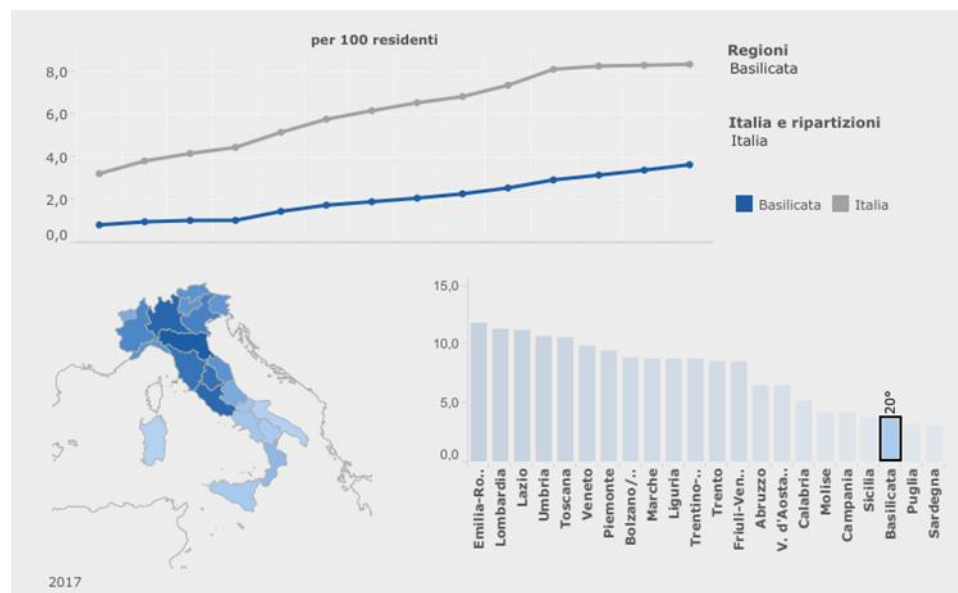 per 100 residenti
8,0
6,0
4,0
2,0
0,0
Regioni
Basilicata
Italia e ripartizioni
Italia
Basilicata
Italia
15,0
10,0
5,0
0,0
20°
Emilia-Ro..
Lombardia
Lazio
Umbria
Toscana
Veneto
Piemonte
Bolzano/..
Marche
Liguria
Trentino-..
Trento
Friuli-Ven..
Abruzzo
V. d'Aosta..
Calabria
Molise
Campania
Sicilia
Basilicata
Puglia
Sardegna
2017